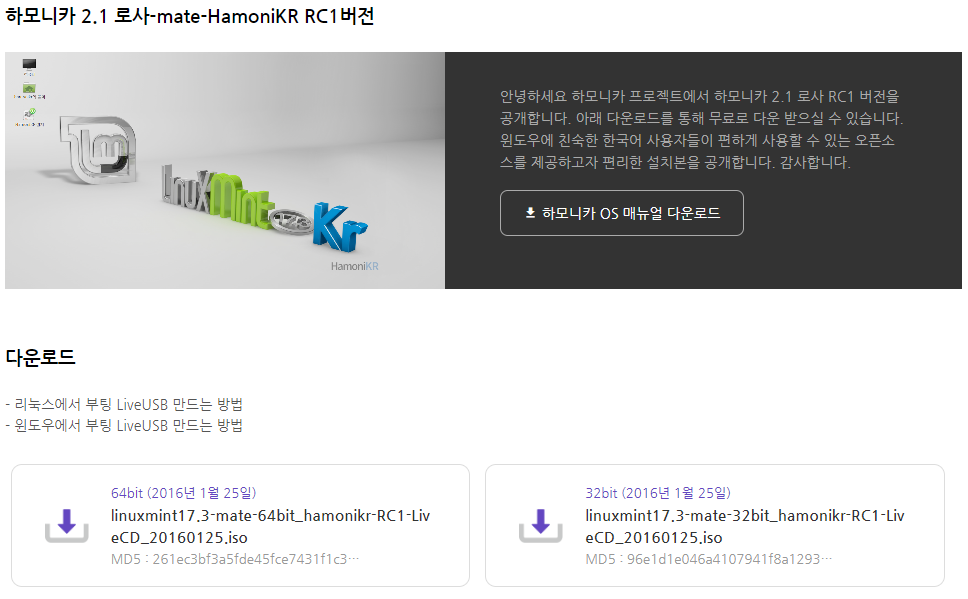 하모니카 2.1 로사-mate-HamoniKR RC1버전
LinuxMint 17.3 Kr
HamoniKR
안녕하세요 하모니카 프로젝트에서 하모니카 2.1 로사 RC1 버전을
공개합니다. 아래 다운로드를 통해 무료로 다운 받으실 수 있습니다.
윈도우에 친숙한 한국어 사용자들이 편하게 사용할 수 있는 오픈소
스를 제공하고자 편리한 설치본을 공개합니다. 감사합니다.
하모니카 OS 매뉴얼 다운로드
다운로드
- 리눅스에서 부팅 LiveUSB 만드는 방법
- 윈도우에서 부팅 LiveUSB 만드는 방법
64bit (2016년 1월 25일)
linuxmint17.3-mate-64bit_hamonikr-RC1-Liv
eCD_20160125.iso
MD5 : 261ec3bf3a5fde45fce7431f1c3…
32bit (2016년 1월 25일)
linuxmint17.3-mate-32bit_hamonikr-RC1-Liv
eCD_20160125.iso
MD5 : 96e1d1e046a4107941f8a1293…